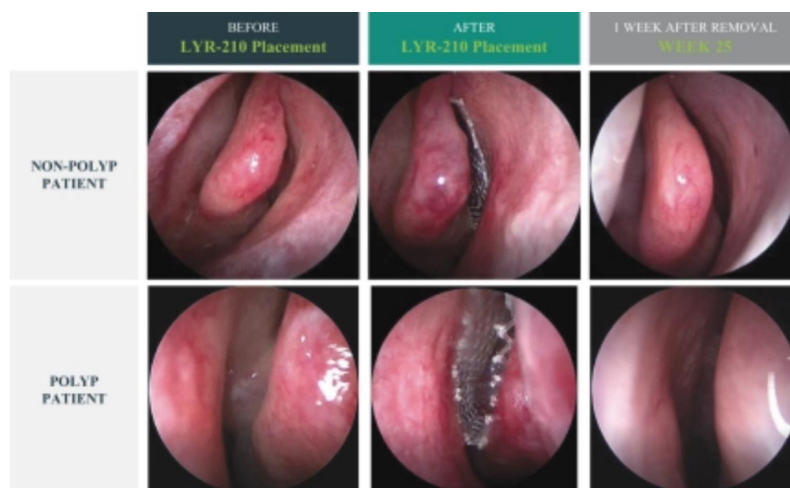 BEFORE
LYR-210 Placement
AFTER
LYR-210 Placement
1 WEEK AFTER REMOVAL
WEEK 25
NON-POLYP
PATIENT
POLYP
PATIENT